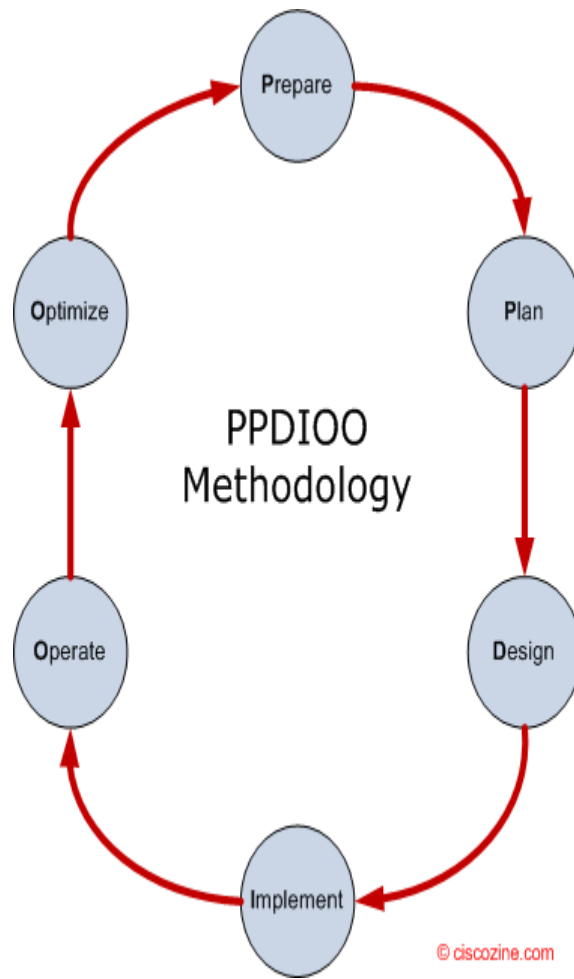 Prepare
Optimize
Plan
PPDIOO
Methodology
Operate
Design
Implement
© ciscozine.com